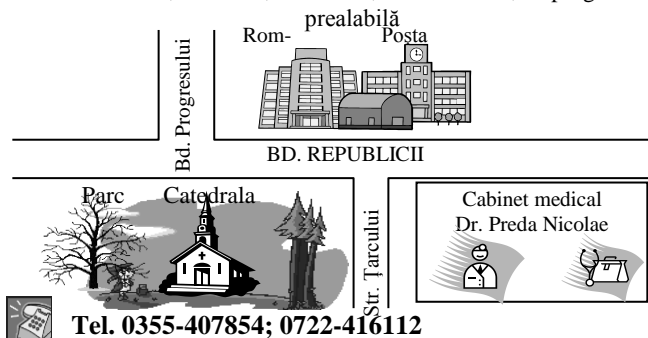 prealabilă
Rom-
Poșta
Bd. Progresului
BD. REPUBLICII
Parc
Catedrala
Str. Țarcului
Cabinet medical
Dr. Preda Nicolae
Tel. 0355-407854; 0722-416112